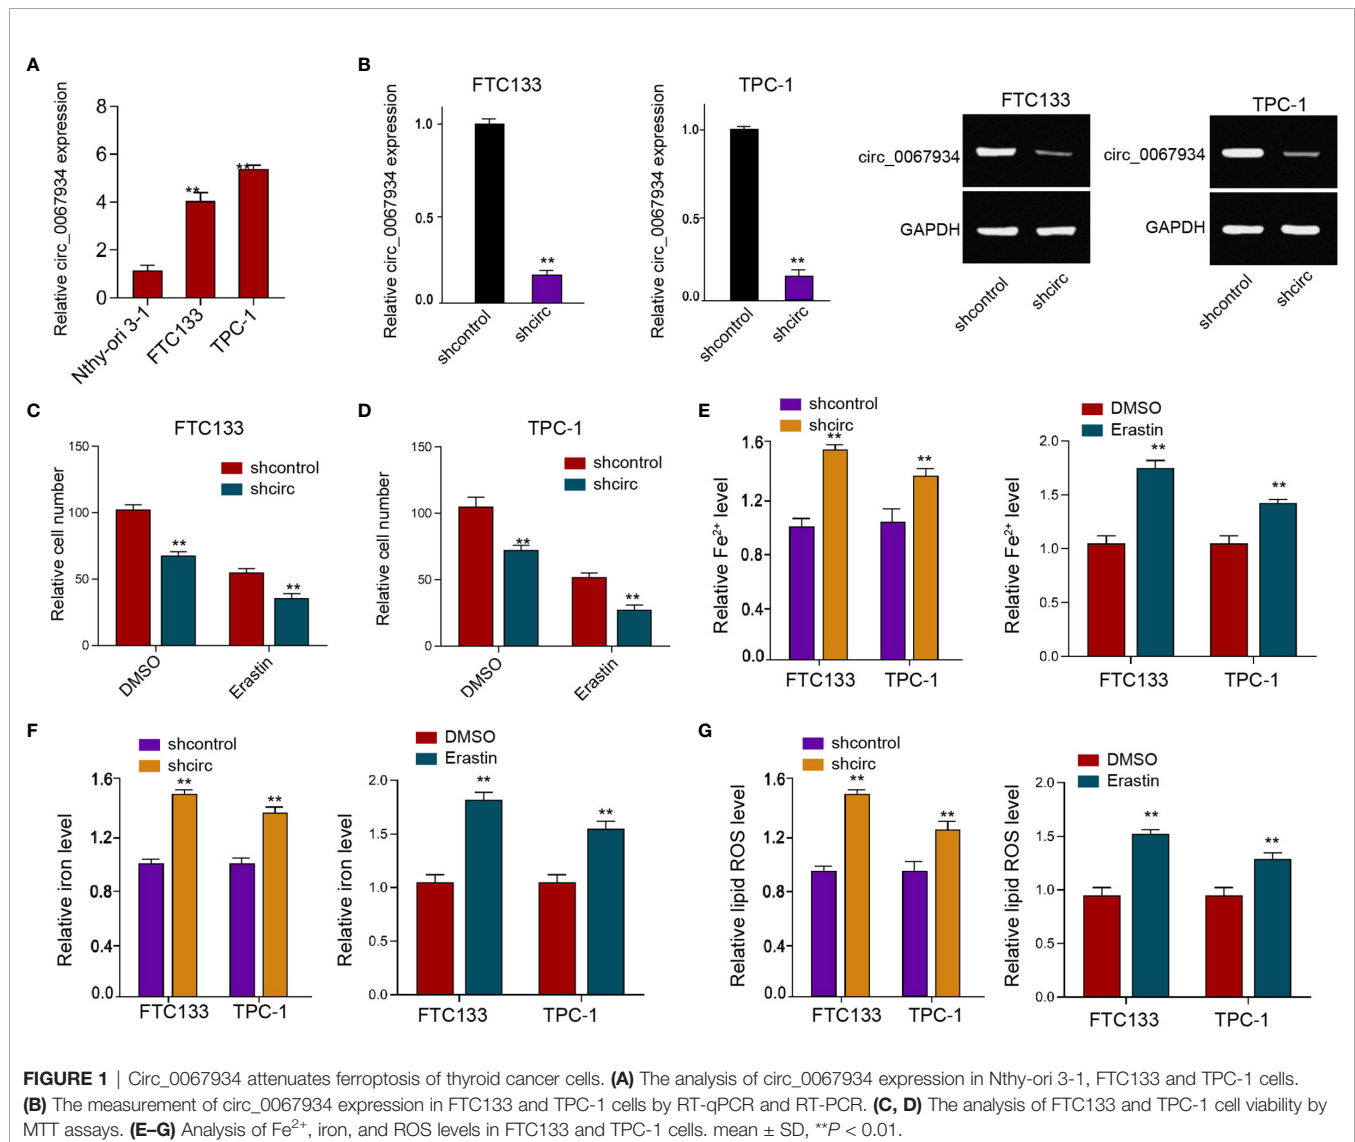 A
Relative circ_0067934 expression
8
6
4
2
0
**
**
Nthy-ori 3-1
FTC133
TPC-1
B
FTC133
Relative circ_0067934 expression
1.0
0.5
0.0
**
shcontrol
shcirc
TPC-1
Relative circ_0067934 expression
1.0
0.5
0.0
**
shcontrol
shcirc
FTC133
circ_0067934
GAPDH
shcontrol
shcirc
TPC-1
circ_0067934
GAPDH
shcontrol
shcirc
C
FTC133
Relative cell number
150
100
50
0
shcontrol
shcirc
**
**
DMSO
Erastin
D
TPC-1
Relative cell number
150
100
50
0
shcontrol
shcirc
**
**
DMSO
Erastin
E
shcontrol
shcirc
Relative Fe²⁺ level
1.6
1.2
0.8
0.4
0.0
**
**
FTC133
TPC-1
DMSO
Erastin
Relative Fe²⁺ level
2.0
1.5
1.0
0.5
0.0
**
**
FTC133
TPC-1
F
shcontrol
shcirc
Relative iron level
1.6
1.2
0.8
0.4
0.0
**
**
FTC133
TPC-1
DMSO
Erastin
Relative iron level
2.0
1.5
1.0
0.5
0.0
**
**
FTC133
TPC-1
G
shcontrol
shcirc
Relative lipid ROS level
1.6
1.2
0.8
0.4
0.0
**
**
FTC133
TPC-1
DMSO
Erastin
Relative lipid ROS level
2.0
1.5
1.0
0.5
0.0
**
**
FTC133
TPC-1
FIGURE 1 | Circ_0067934 attenuates ferroptosis of thyroid cancer cells. (A) The analysis of circ_0067934 expression in Nthy-ori 3-1, FTC133 and TPC-1 cells.
(B) The measurement of circ_0067934 expression in FTC133 and TPC-1 cells by RT-qPCR and RT-PCR. (C, D) The analysis of FTC133 and TPC-1 cell viability by
MTT assays. (E–G) Analysis of Fe²⁺, iron, and ROS levels in FTC133 and TPC-1 cells. mean ± SD, **P < 0.01.